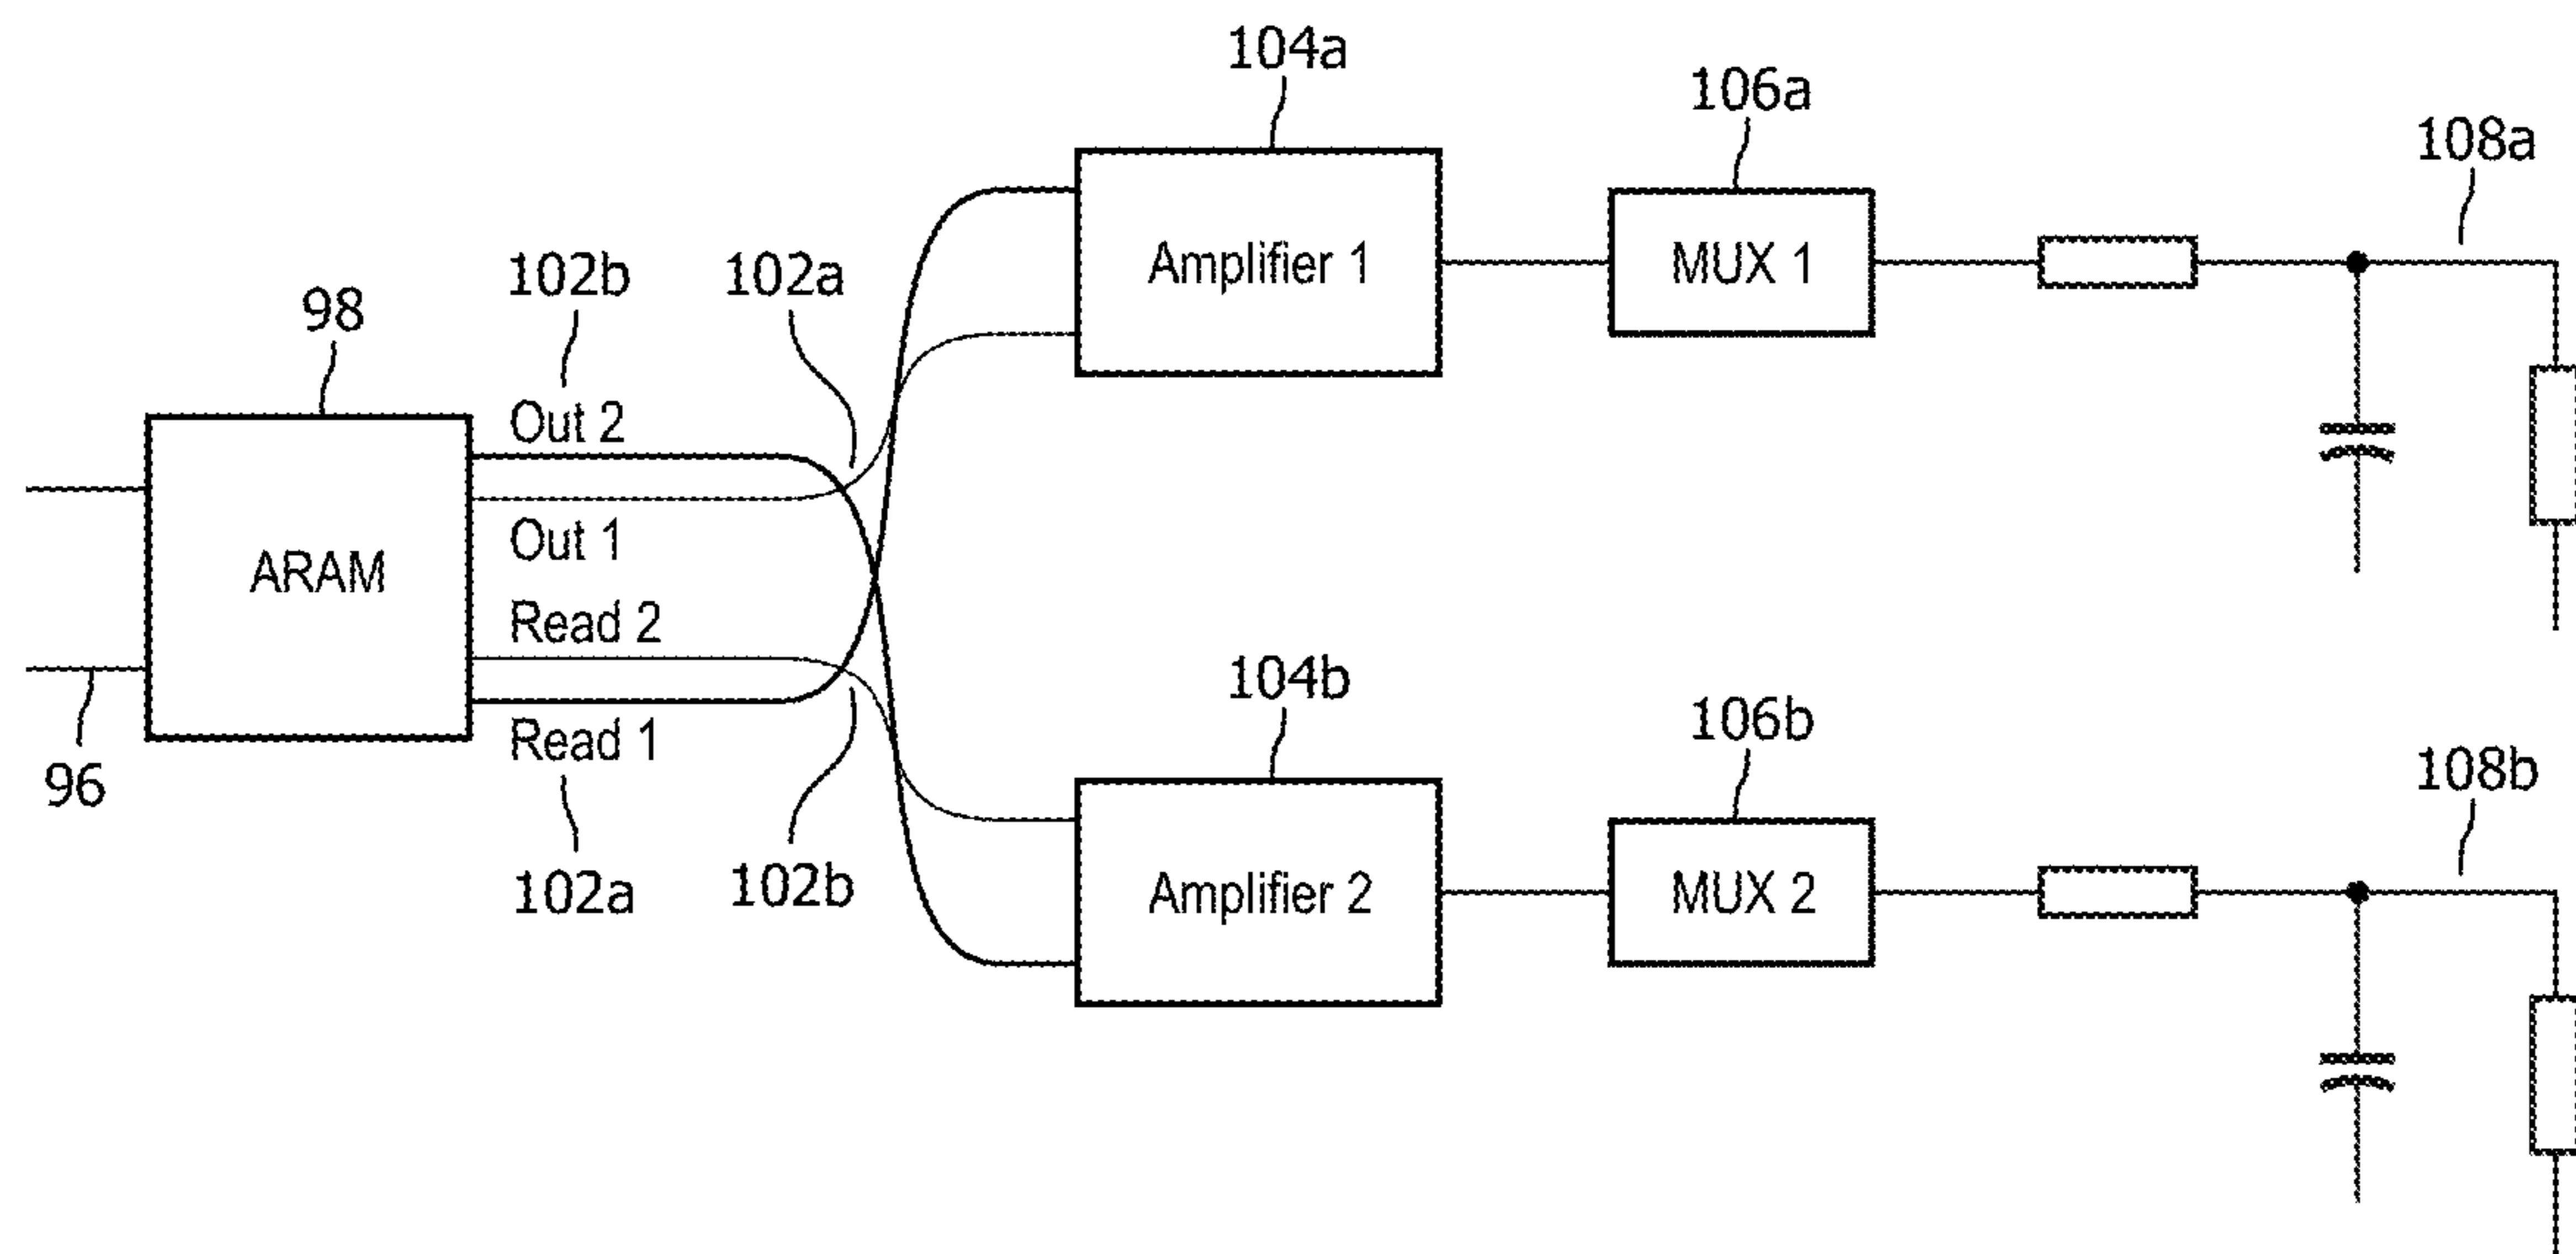 104a
106a
108a
102b
102a
98
Amplifier 1
MUX 1
Out 2
Out 1
ARAM
Read 2
Read 1
96
102a
102b
104b
106b
108b
Amplifier 2
MUX 2